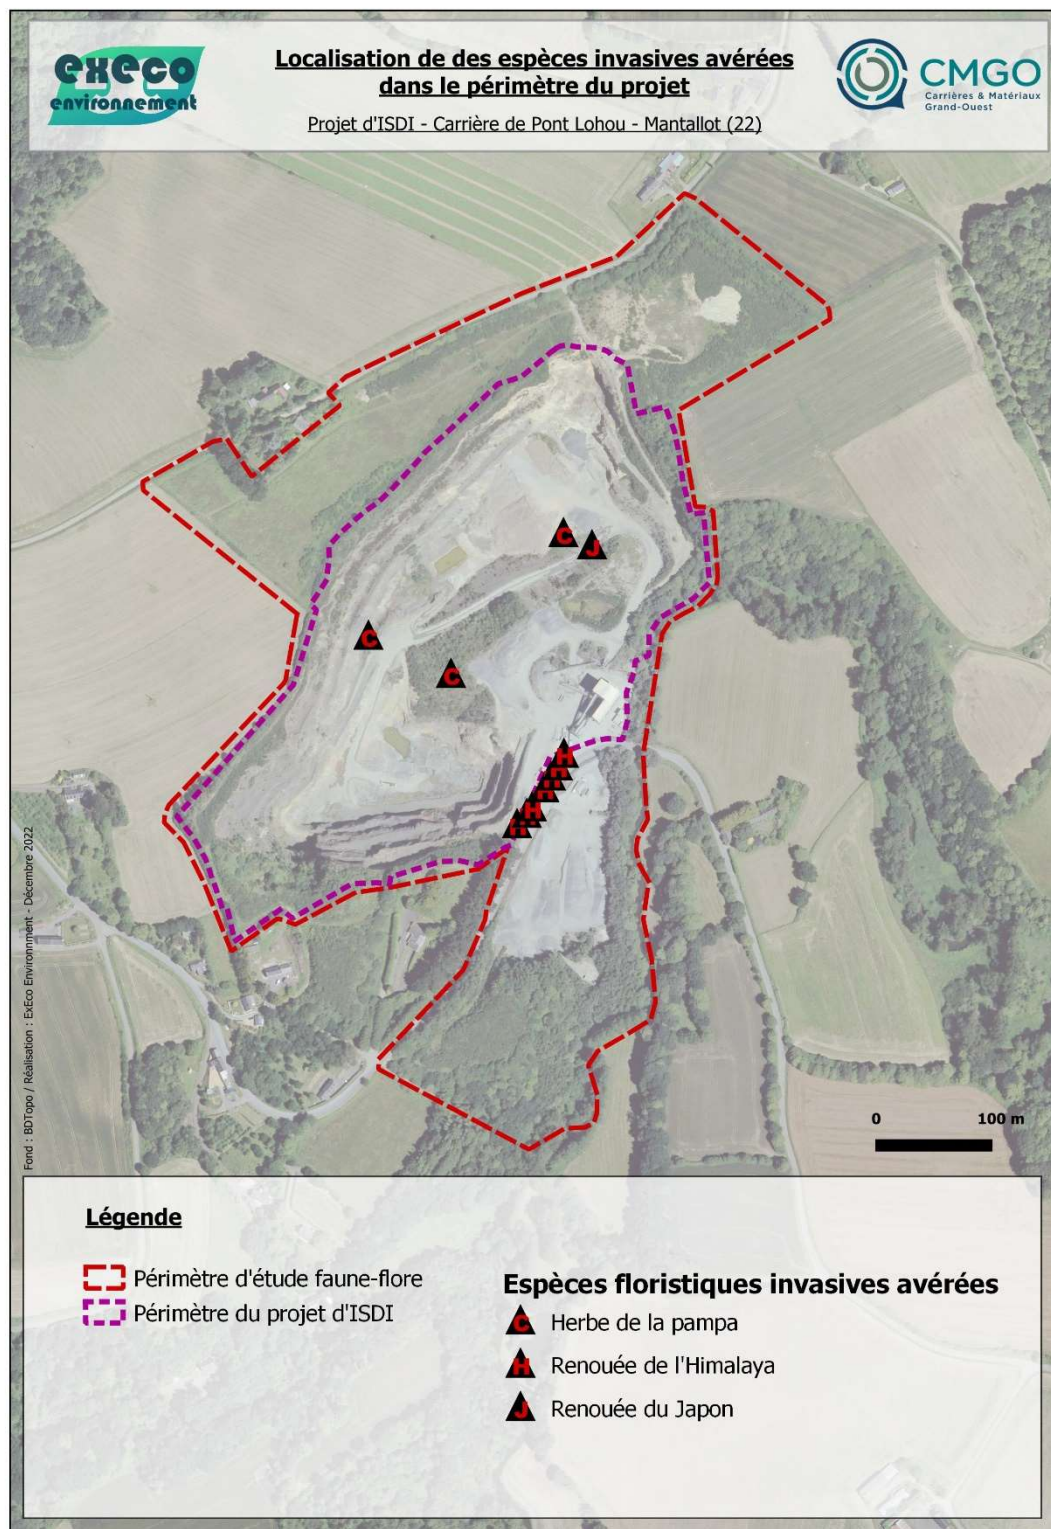 execo
environnement
Localisation de des espèces invasives avérées
dans le périmètre du projet
Projet d'ISDI - Carrière de Pont Lohou - Mantallot (22)
CMGO
Carrières & Matériaux
Grand-Ouest
C
J
C
C
H
H
H
H
H
H
H
Fond : BDTopo / Réalisation : ExEco Environnment - Décembre 2022
0 100 m
Légende
Périmètre d'étude faune-flore
Périmètre du projet d'ISDI
Espèces floristiques invasives avérées
C Herbe de la pampa
H Renouée de l'Himalaya
J Renouée du Japon